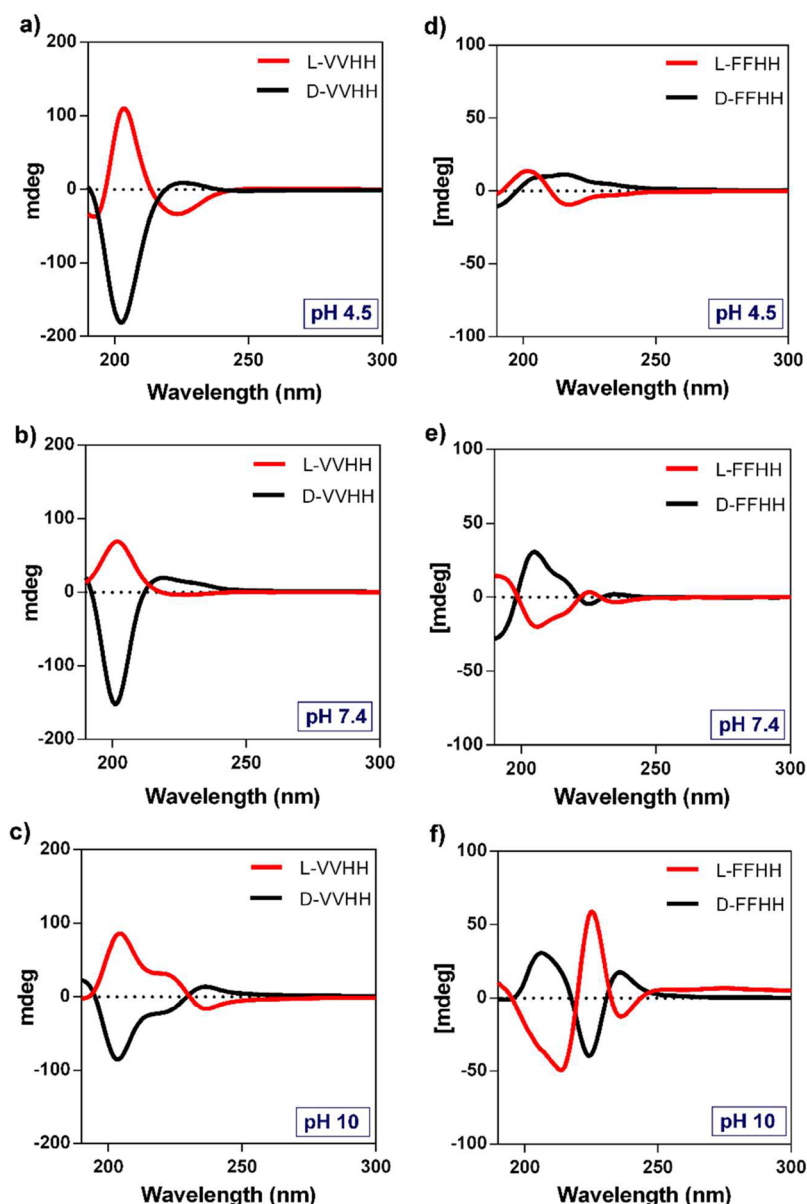 a)
200
100
0
-100
-200
mdeg
L-VVHH
D-VVHH
pH 4.5
200 250 300
Wavelength (nm)
d)
100
50
0
-50
-100
[mdeg]
L-FFHH
D-FFHH
pH 4.5
200 250 300
Wavelength (nm)
b)
200
100
0
-100
-200
mdeg
L-VVHH
D-VVHH
pH 7.4
200 250 300
Wavelength (nm)
e)
100
50
0
-50
-100
[mdeg]
L-FFHH
D-FFHH
pH 7.4
200 250 300
Wavelength (nm)
c)
200
100
0
-100
-200
mdeg
L-VVHH
D-VVHH
pH 10
200 250 300
Wavelength (nm)
f)
100
50
0
-50
-100
[mdeg]
L-FFHH
D-FFHH
pH 10
200 250 300
Wavelength (nm)